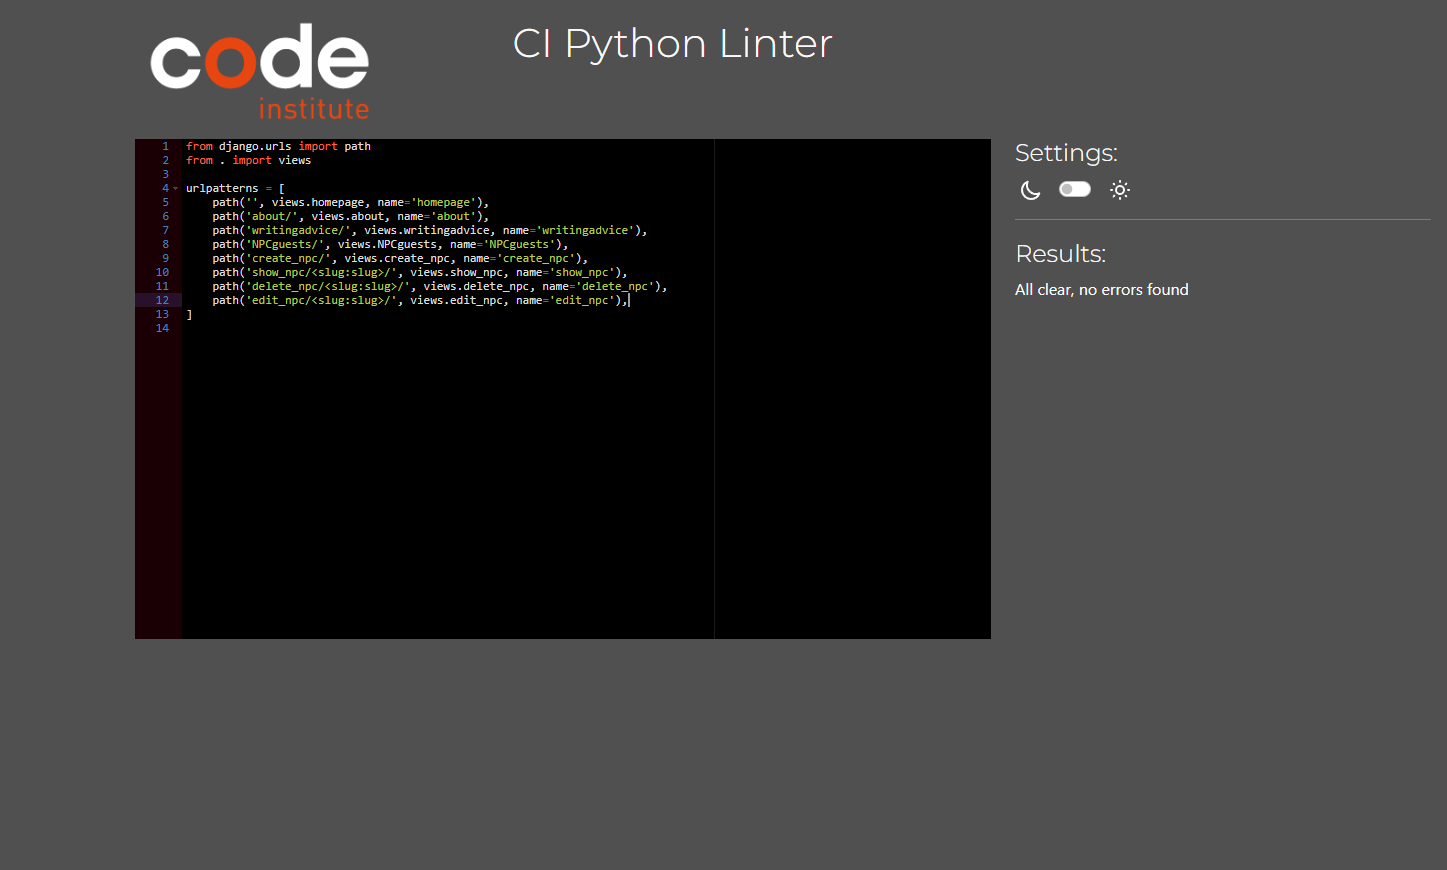 code
institute
CI Python Linter
1 from django.urls import path
2 from . import views
3
4 urlpatterns = [
5     path('', views.homepage, name='homepage'),
6     path('about/', views.about, name='about'),
7     path('writingadvice/', views.writingadvice, name='writingadvice'),
8     path('NPCguests/', views.NPCguests, name='NPCguests'),
9     path('create_npc/', views.create_npc, name='create_npc'),
10     path('show_npc/<slug:slug>/', views.show_npc, name='show_npc'),
11     path('delete_npc/<slug:slug>/', views.delete_npc, name='delete_npc'),
12     path('edit_npc/<slug:slug>/', views.edit_npc, name='edit_npc'),
13 ]
14
Settings:
Results:
All clear, no errors found